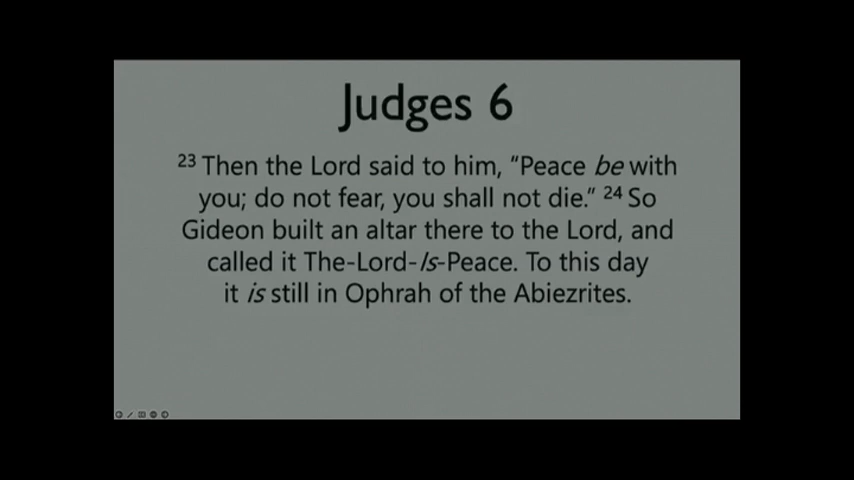 Judges 6
23 Then the Lord said to him, “Peace be with
you; do not fear, you shall not die.” 24 So
Gideon built an altar there to the Lord, and
called it The-Lord-Is-Peace. To this day
it is still in Ophrah of the Abiezrites.